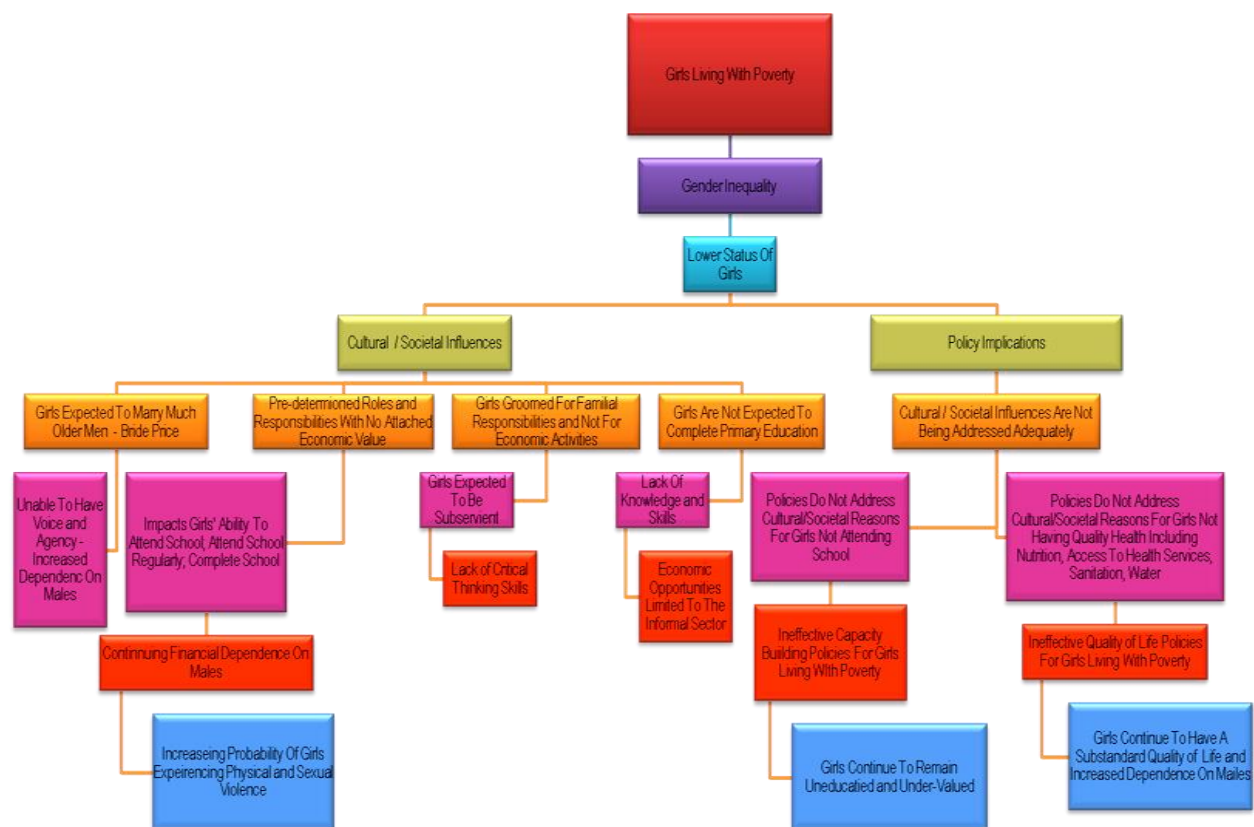 Girls Living With Poverty
Gender Inequality
Lower Status Of
Girls
Cultural / Societal Influences
Policy Implications
Girls Expected To Marry Much
Older Men - Bride Price
Pre-determioned Roles and
Responsibilities With No Attached
Economic Value
Girls Groomed For Familial
Responsibilities and Not For
Economic Activities
Girls Are Not Expected To
Complete Primary Education
Cultural / Societal Influences Are Not
Being Addressed Adequately
Unable To Have
Voice and
Agency -
Increased
Dependenc On
Males
Impacts Girls' Ability To
Attend School; Attend School
Regularly; Complete School
Girls Expected
To Be
Subservient
Lack Of
Knowledge and
Skills
Policies Do Not Address
Cultural/Societal Reasons
For Girls Not Attending
School
Policies Do Not Address
Cultural/Societal Reasons For Girls Not
Having Quality Health Including
Nutrition, Access To Health Services,
Sanitation, Water
Lack of Critical
Thinking Skills
Economic
Opportunities
Limited To The
Informal Sector
Continnuing Financial Dependence On
Males
Ineffective Capacity
Building Policies For Girls
Living WIth Poverty
Ineffective Quality of Life Policies
For Girls Living With Poverty
Increaseing Probability Of Girls
Expeirencing Physical and Sexual
Violence
Girls Continue To Remain
Uneducatied and Under-Valued
Girls Continue To Have A
Substandard Quality of Life and
Increased Dependence On Mailes